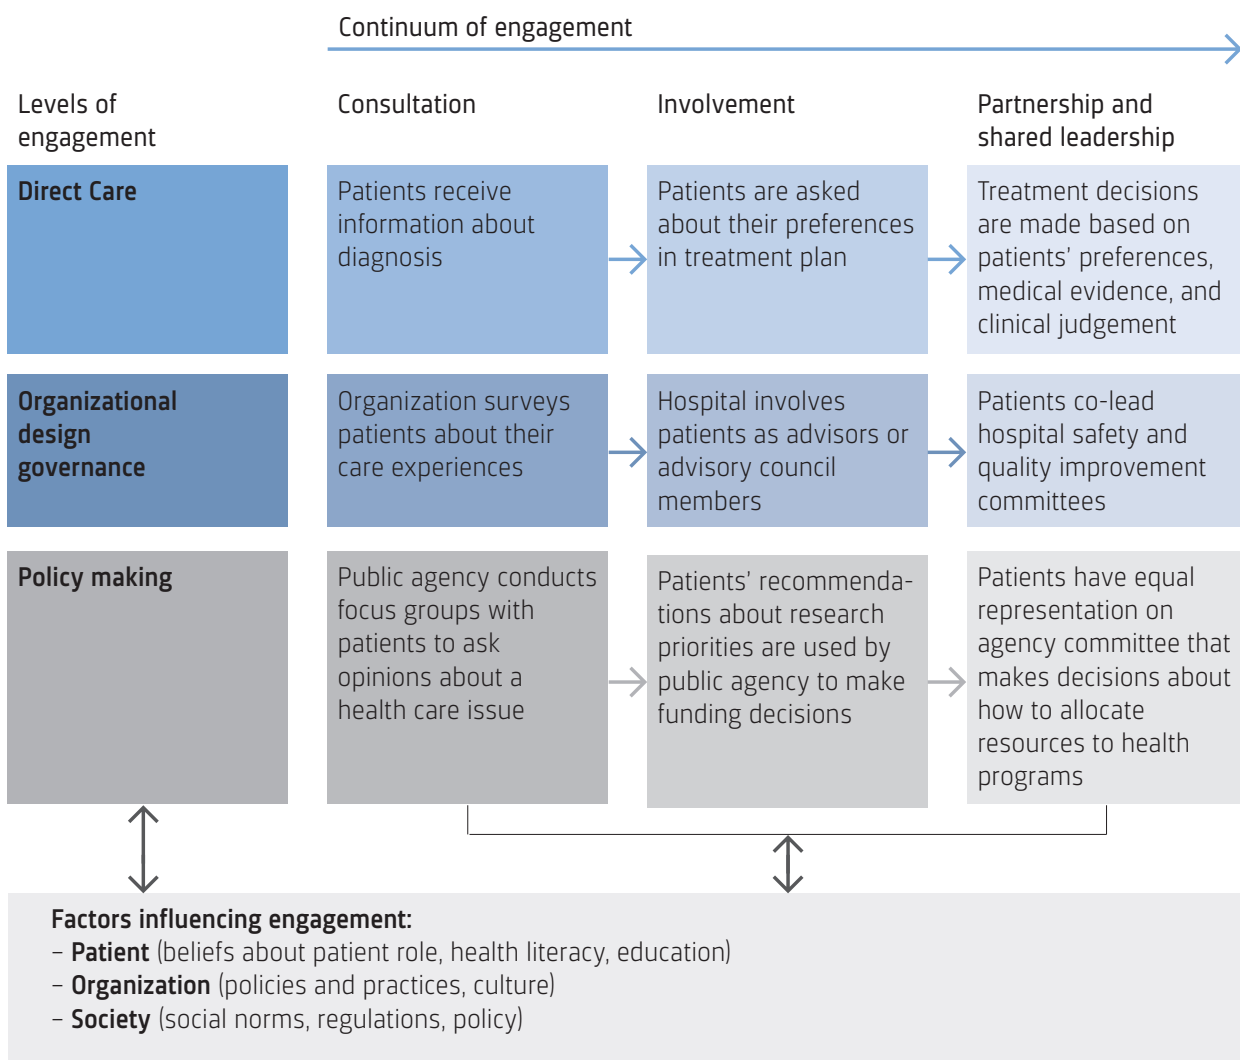 Continuum of engagement
Levels of
engagement
Consultation
Involvement
Partnership and
shared leadership
Direct Care
Patients receive
information about
diagnosis
Patients are asked
about their preferences
in treatment plan
Treatment decisions
are made based on
patients’ preferences,
medical evidence, and
clinical judgement
Organizational
design
governance
Organization surveys
patients about their
care experiences
Hospital involves
patients as advisors or
advisory council
members
Patients co-lead
hospital safety and
quality improvement
committees
Policy making
Public agency conducts
focus groups with
patients to ask
opinions about a
health care issue
Patients’ recommenda-
tions about research
priorities are used by
public agency to make
funding decisions
Patients have equal
representation on
agency committee that
makes decisions about
how to allocate
resources to health
programs
Factors influencing engagement:
– Patient (beliefs about patient role, health literacy, education)
– Organization (policies and practices, culture)
– Society (social norms, regulations, policy)